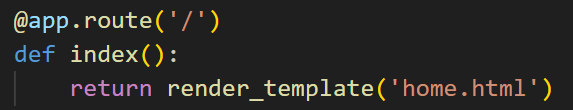 @app.route('/')
def index():
    return render_template('home.html')